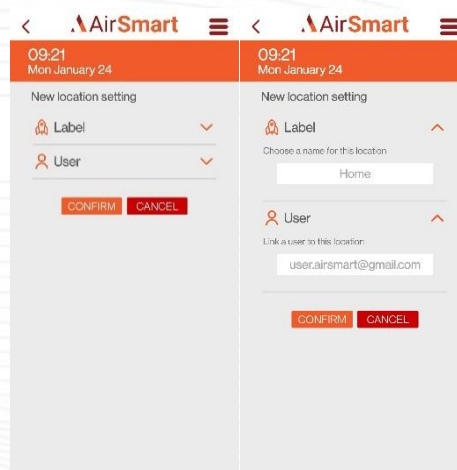 AirSmart
09:21
Mon January 24
New location setting
Label
User
CONFIRM CANCEL
AirSmart
09:21
Mon January 24
New location setting
Label
Choose a name for this location
Home
User
Link a user to this location
user.airsmart@gmail.com
CONFIRM CANCEL